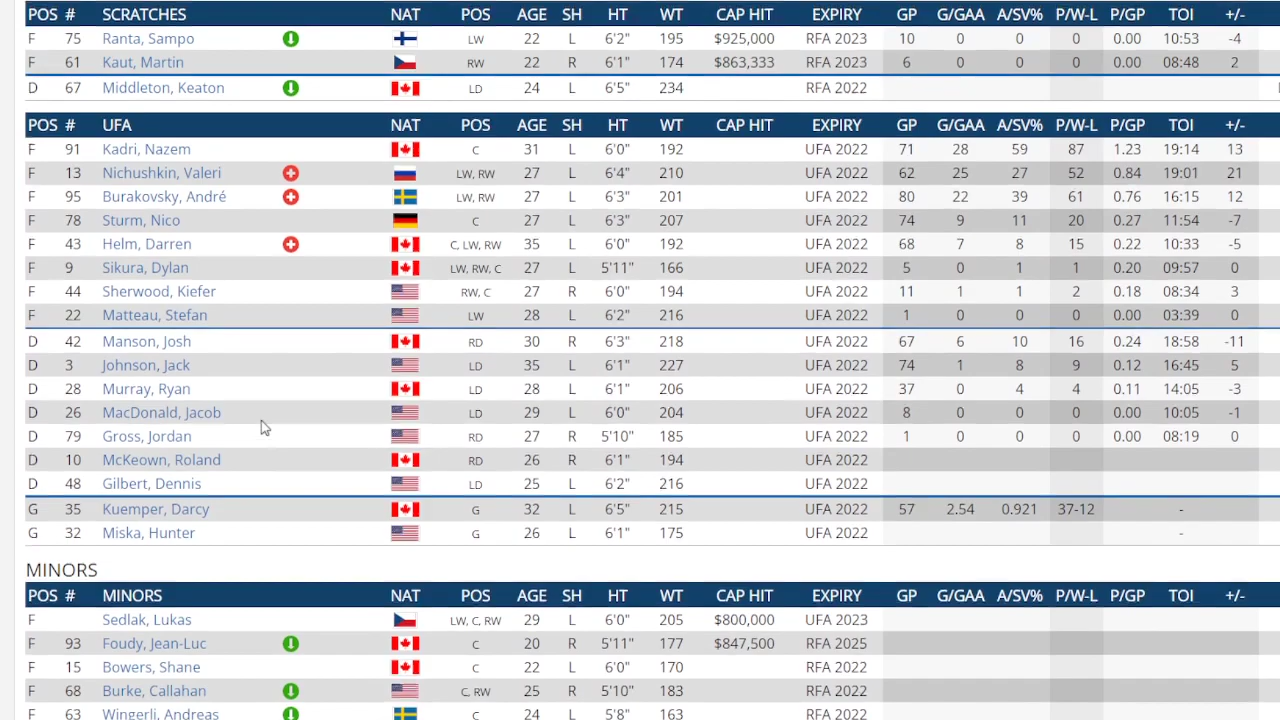 POS # SCRATCHES NAT POS AGE SH HT WT CAP HIT EXPIRY GP G/GAA A/SV% P/W-L P/GP TOI +/-
F 75 Ranta, Sampo LW 22 L 6'2" 195 $925,000 RFA 2023 10 0 0 0 0.00 10:53 -4
F 61 Kaut, Martin RW 22 R 6'1" 174 $863,333 RFA 2023 6 0 0 0 0.00 08:48 2
D 67 Middleton, Keaton LD 24 L 6'5" 234 RFA 2022
POS # UFA NAT POS AGE SH HT WT CAP HIT EXPIRY GP G/GAA A/SV% P/W-L P/GP TOI +/-
F 91 Kadri, Nazem C 31 L 6'0" 192 UFA 2022 71 28 59 87 1.23 19:14 13
F 13 Nichushkin, Valeri LW, RW 27 L 6'4" 210 UFA 2022 62 25 27 52 0.84 19:01 21
F 95 Burakovsky, André LW, RW 27 L 6'3" 201 UFA 2022 80 22 39 61 0.76 16:15 12
F 78 Sturm, Nico C 27 L 6'3" 207 UFA 2022 74 9 11 20 0.27 11:54 -7
F 43 Helm, Darren C, LW, RW 35 L 6'0" 192 UFA 2022 68 7 8 15 0.22 10:33 -5
F 9 Sikura, Dylan LW, RW, C 27 L 5'11" 166 UFA 2022 5 0 1 1 0.20 09:57 0
F 44 Sherwood, Kiefer RW, C 27 R 6'0" 194 UFA 2022 11 1 1 2 0.18 08:34 3
F 22 Matteau, Stefan LW 28 L 6'2" 216 UFA 2022 1 0 0 0 0.00 03:39 0
D 42 Manson, Josh RD 30 R 6'3" 218 UFA 2022 67 6 10 16 0.24 18:58 -11
D 3 Johnson, Jack LD 35 L 6'1" 227 UFA 2022 74 1 8 9 0.12 16:45 5
D 28 Murray, Ryan LD 28 L 6'1" 206 UFA 2022 37 0 4 4 0.11 14:05 -3
D 26 MacDonald, Jacob LD 29 L 6'0" 204 UFA 2022 8 0 0 0 0.00 10:05 -1
D 79 Gross, Jordan RD 27 R 5'10" 185 UFA 2022 1 0 0 0 0.00 08:19 0
D 10 McKeown, Roland RD 26 R 6'1" 194 UFA 2022
D 48 Gilbert, Dennis LD 25 L 6'2" 216 UFA 2022
G 35 Kuemper, Darcy G 32 L 6'5" 215 UFA 2022 57 2.54 0.921 37-12 -
G 32 Miska, Hunter G 26 L 6'1" 175 UFA 2022 -
MINORS
POS # MINORS NAT POS AGE SH HT WT CAP HIT EXPIRY GP G/GAA A/SV% P/W-L P/GP TOI +/-
F Sedlak, Lukas LW, C, RW 29 L 6'0" 205 $800,000 UFA 2023
F 93 Foudy, Jean-Luc C 20 R 5'11" 177 $847,500 RFA 2025
F 15 Bowers, Shane C 22 L 6'0" 170 RFA 2022
F 68 Burke, Callahan C, RW 25 R 5'10" 183 RFA 2022
F 63 Wingerli, Andreas C 24 L 5'8" 163 RFA 2022